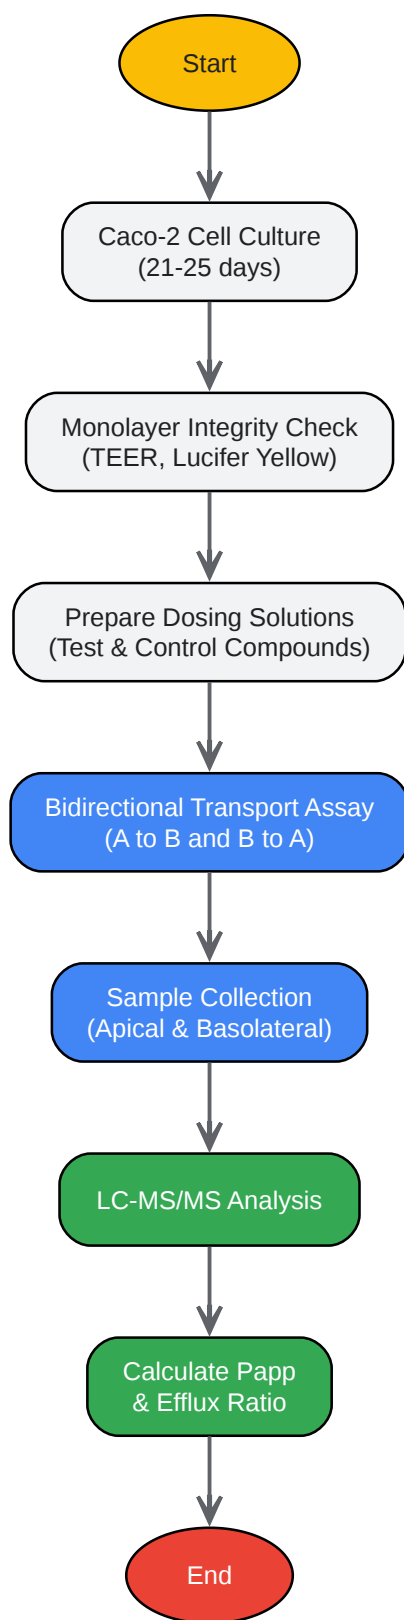 Start
Caco-2 Cell Culture
(21-25 days)
Monolayer Integrity Check
(TEER, Lucifer Yellow)
Prepare Dosing Solutions
(Test & Control Compounds)
Bidirectional Transport Assay
(A to B and B to A)
Sample Collection
(Apical & Basolateral)
LC-MS/MS Analysis
Calculate Papp
& Efflux Ratio
End